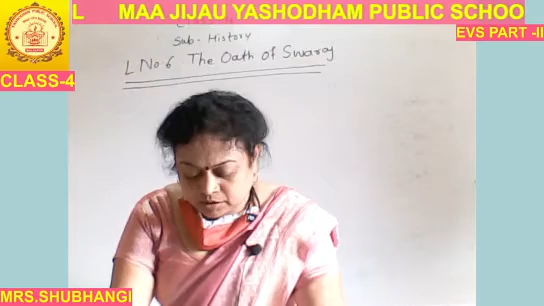 L MAA JIJAU YASHODHAM PUBLIC SCHOO
EVS PART -II
CLASS-4
Sub- History
L No 6 The Oath of Swaraj
MRS.SHUBHANGI